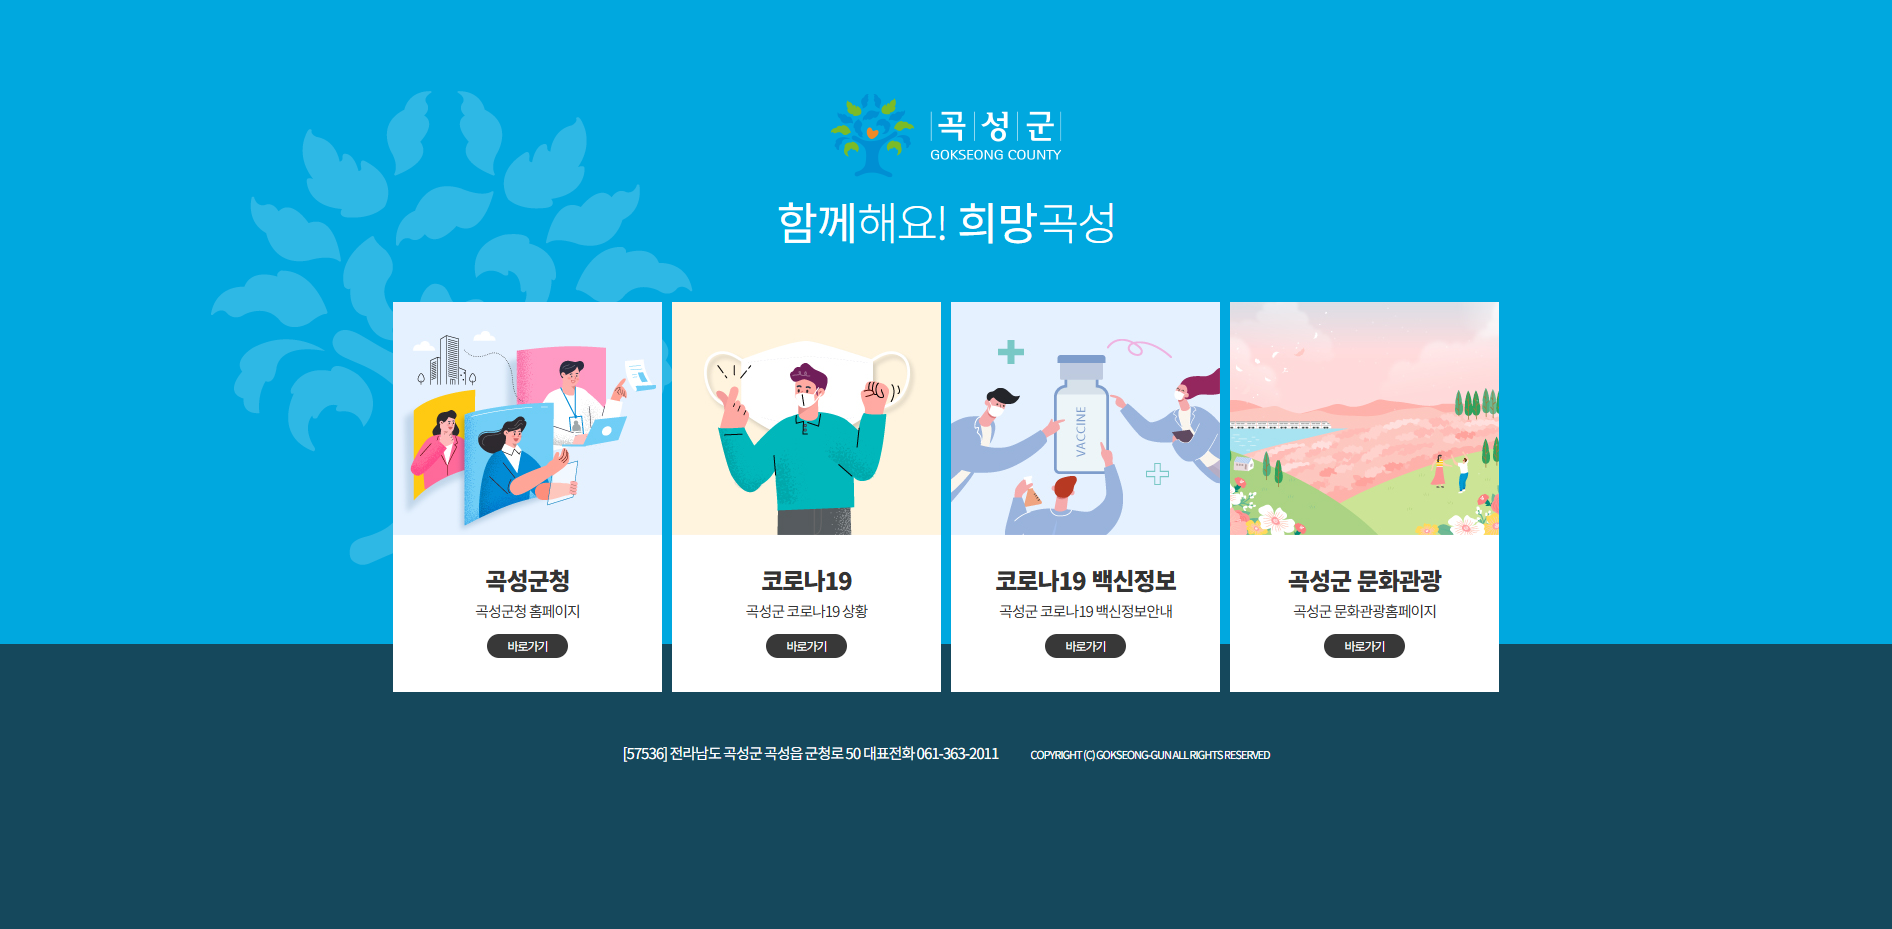 곡성군
GOKSEONG COUNTY
함께해요! 희망곡성
VACCINE
곡성군청
곡성군청 홈페이지
바로가기
코로나19
곡성군 코로나19 상황
바로가기
코로나19 백신정보
곡성군 코로나19 백신정보안내
바로가기
곡성군 문화관광
곡성군 문화관광홈페이지
바로가기
[57536] 전라남도 곡성군 곡성읍 군청로 50 대표전화 061-363-2011
COPYRIGHT (C) GOKSEONG-GUN ALL RIGHTS RESERVED